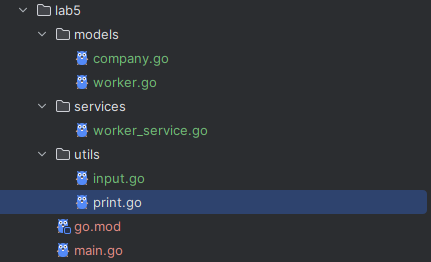 lab5
models
company.go
worker.go
services
worker_service.go
utils
input.go
print.go
go.mod
main.go